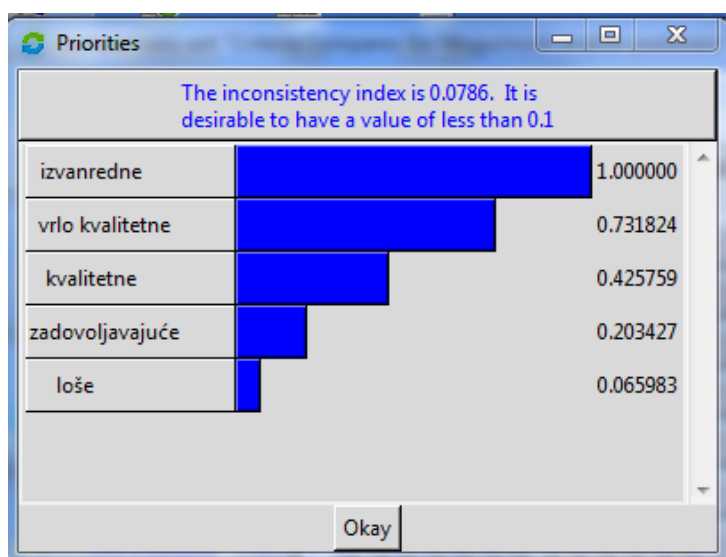 Priorities
The inconsistency index is 0.0786. It is
desirable to have a value of less than 0.1
izvanredne 1.000000
vrlo kvalitetne 0.731824
kvalitetne 0.425759
zadovoljavajuće 0.203427
loše 0.065983
Okay